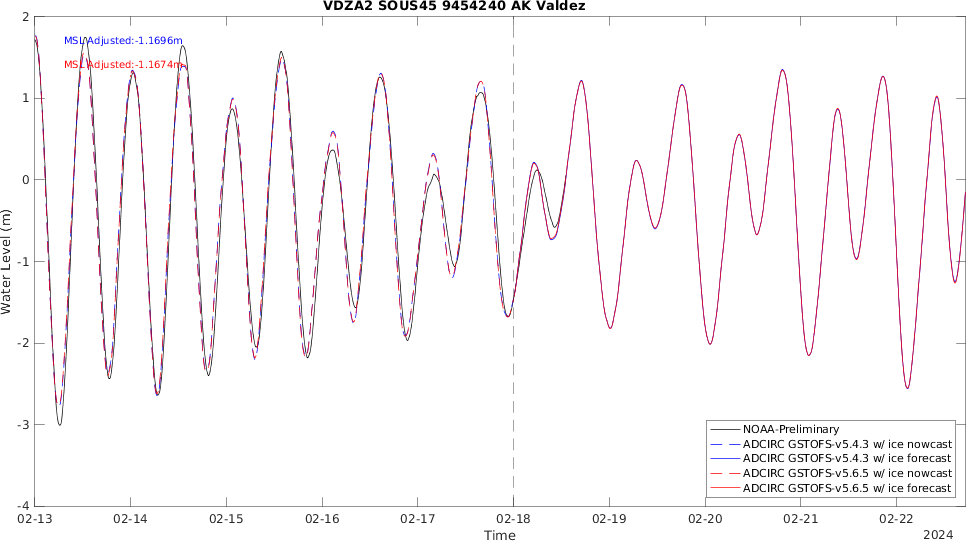 VDZA2 SOUS45 9454240 AK Valdez
MSL Adjusted:-1.1696m
MSL Adjusted:-1.1674m
Water Level (m)
2
1
0
-1
-2
-3
-4
02-13
02-14
02-15
02-16
02-17
02-18
02-19
02-20
02-21
02-22
Time
2024
NOAA-Preliminary
ADCIRC GSTOFS-v5.4.3 w/ ice nowcast
ADCIRC GSTOFS-v5.4.3 w/ ice forecast
ADCIRC GSTOFS-v5.6.5 w/ ice nowcast
ADCIRC GSTOFS-v5.6.5 w/ ice forecast